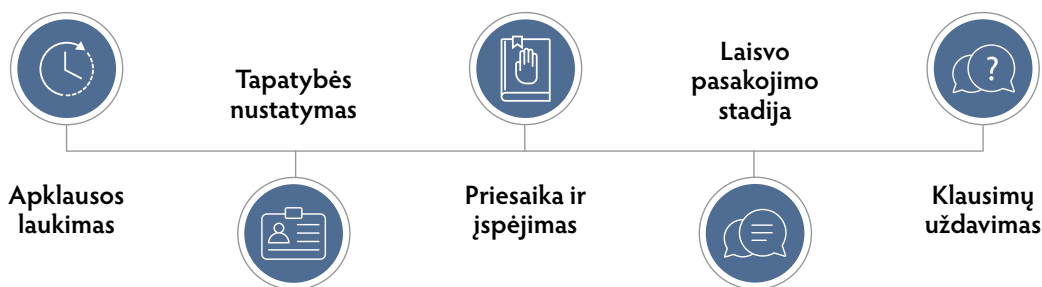 Apklausos
laukimas
Tapatybės
nustatymas
Priesaika ir
įspėjimas
Laisvo
pasakojimo
stadija
?
Klausimų
uždavimas